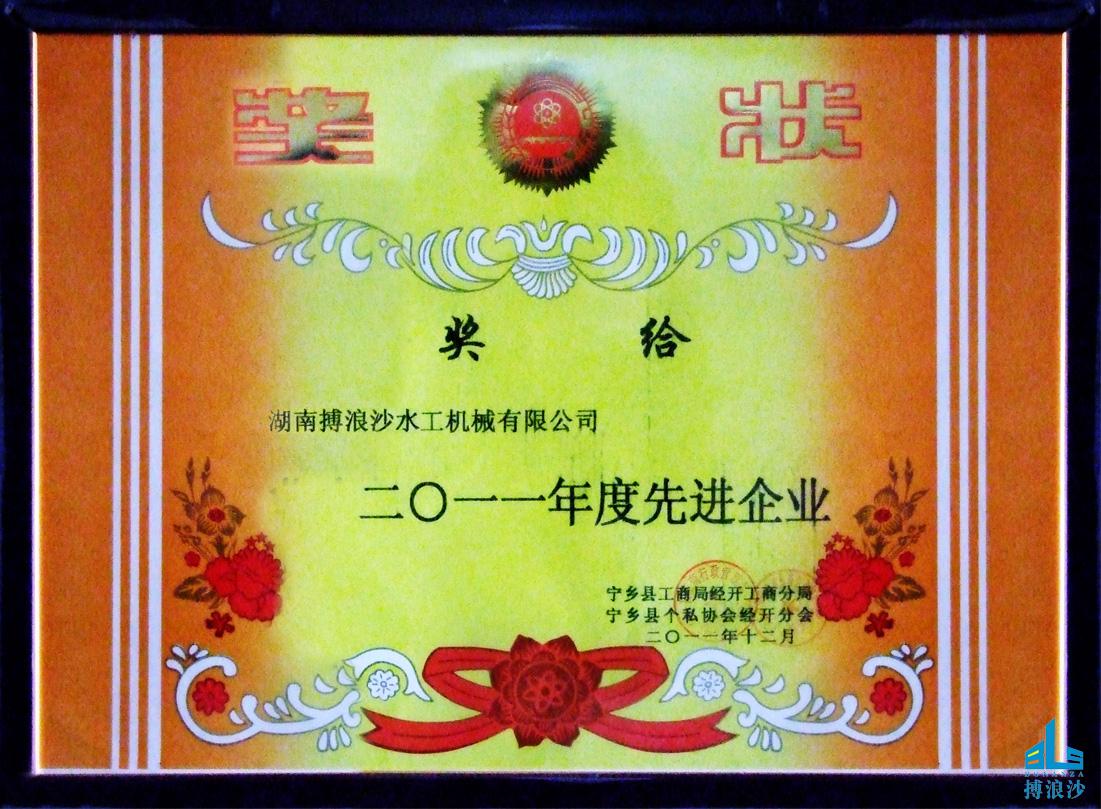 奖 状
奖 给
湖南搏浪沙水工机械有限公司
二〇一一年度先进企业
宁乡县工商局经开工商分局
宁乡县个私协会经开分会
二〇一一年十二月
搏浪沙